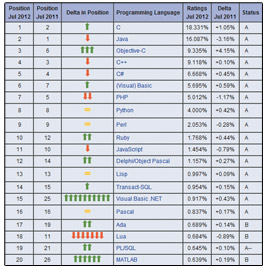 Position Jul 2012 Position Jul 2011 Delta in Position Programming Language Ratings Jul 2012 Delta Jul 2011 Status
1 2 C 18.331% +1.05% A
2 1 Java 16.087% -3.16% A
3 6 Objective-C 9.335% +4.15% A
4 3 C++ 9.118% +0.10% A
5 4 C# 6.668% +0.45% A
6 7 (Visual) Basic 5.695% +0.59% A
7 5 PHP 5.012% -1.17% A
8 8 Python 4.000% +0.42% A
9 9 Perl 2.053% -0.28% A
10 12 Ruby 1.768% +0.44% A
11 10 JavaScript 1.454% -0.79% A
12 14 Delphi/Object Pascal 1.157% +0.27% A
13 13 Lisp 0.997% +0.09% A
14 15 Transact-SQL 0.954% +0.15% A
15 25 Visual Basic .NET 0.917% +0.43% A
16 16 Pascal 0.837% +0.17% A
17 19 Ada 0.689% +0.14% B
18 11 Lua 0.684% -0.89% B
19 21 PL/SQL 0.645% +0.10% A--
20 26 MATLAB 0.639% +0.19% B